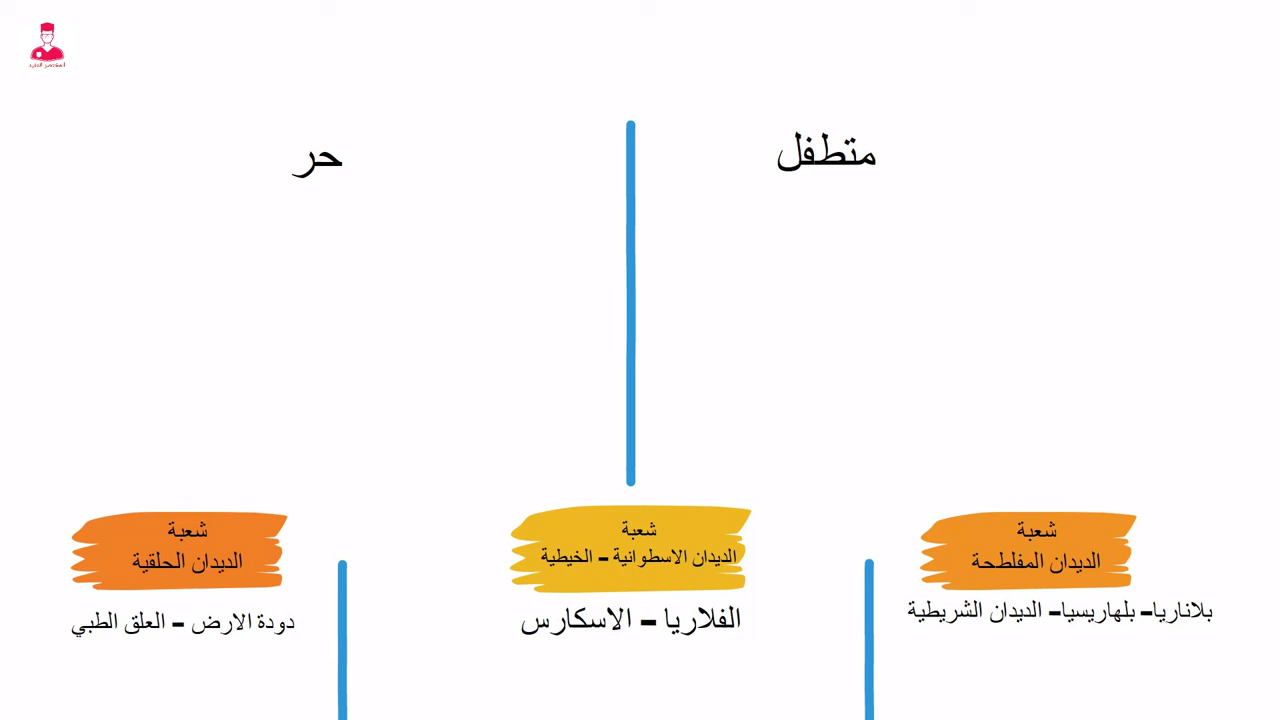 متطفل
حر
شعبة
الديدان المفلطحة
بلاناريا– بلهاريسيا– الديدان الشريطية
شعبة
الديدان الاسطوانية – الخيطية
الفلاريا – الاسكارس
شعبة
الديدان الحلقية
دودة الارض – العلق الطبي